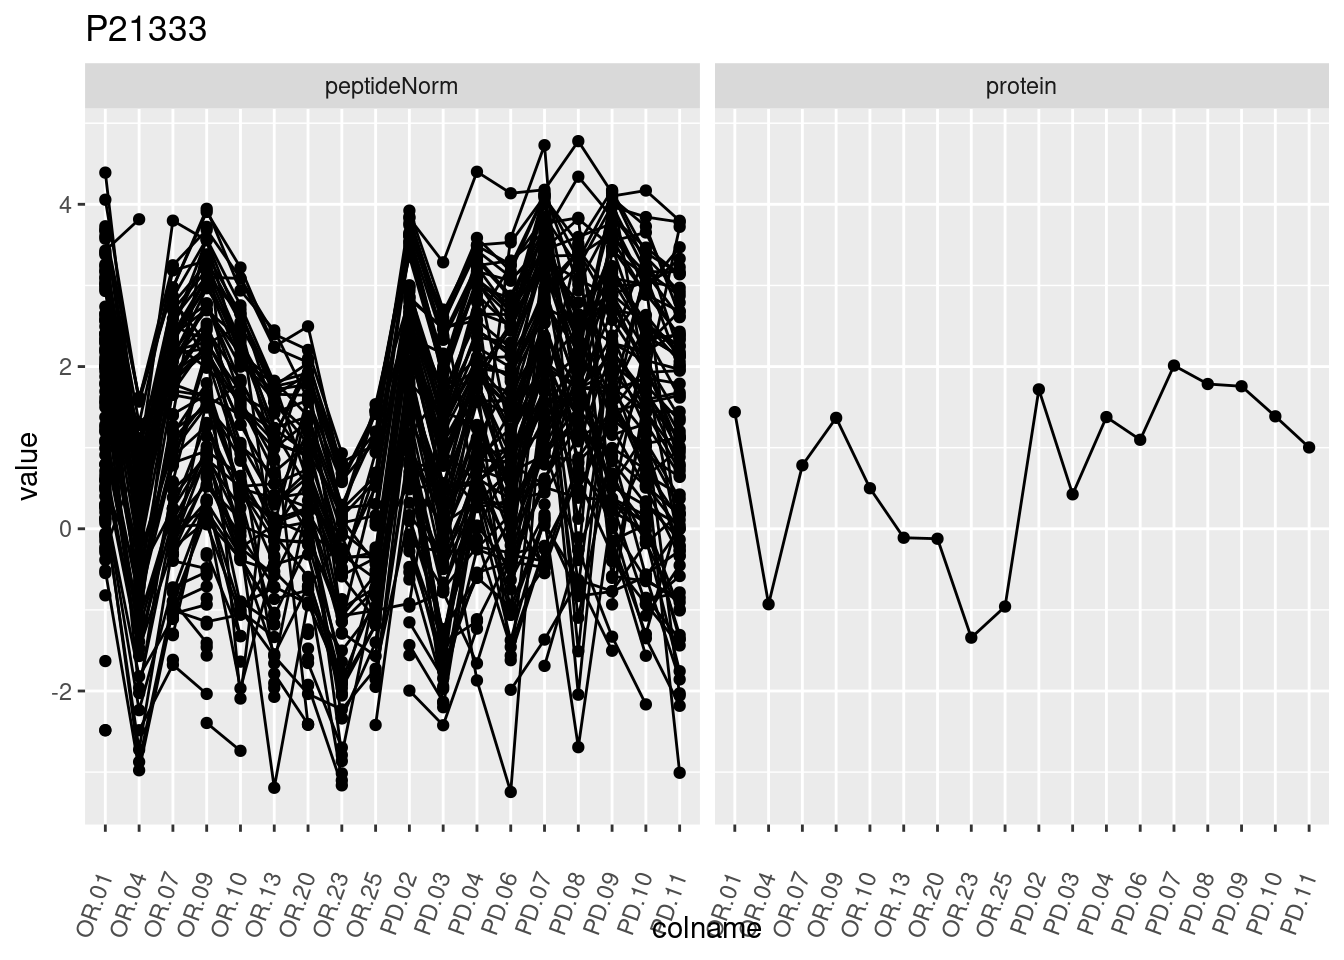 P21333
peptideNorm protein
4
2
0
-2
value
OR.01 OR.04 OR.07 OR.09 OR.10 OR.13 OR.20 OR.23 OR.25 PD.02 PD.03 PD.04 PD.06 PD.07 PD.08 PD.09 PD.10 PD.11 OR.01 OR.04 OR.07 OR.09 OR.10 OR.13 OR.20 OR.23 OR.25 PD.02 PD.03 PD.04 PD.06 PD.07 PD.08 PD.09 PD.10 PD.11
colname